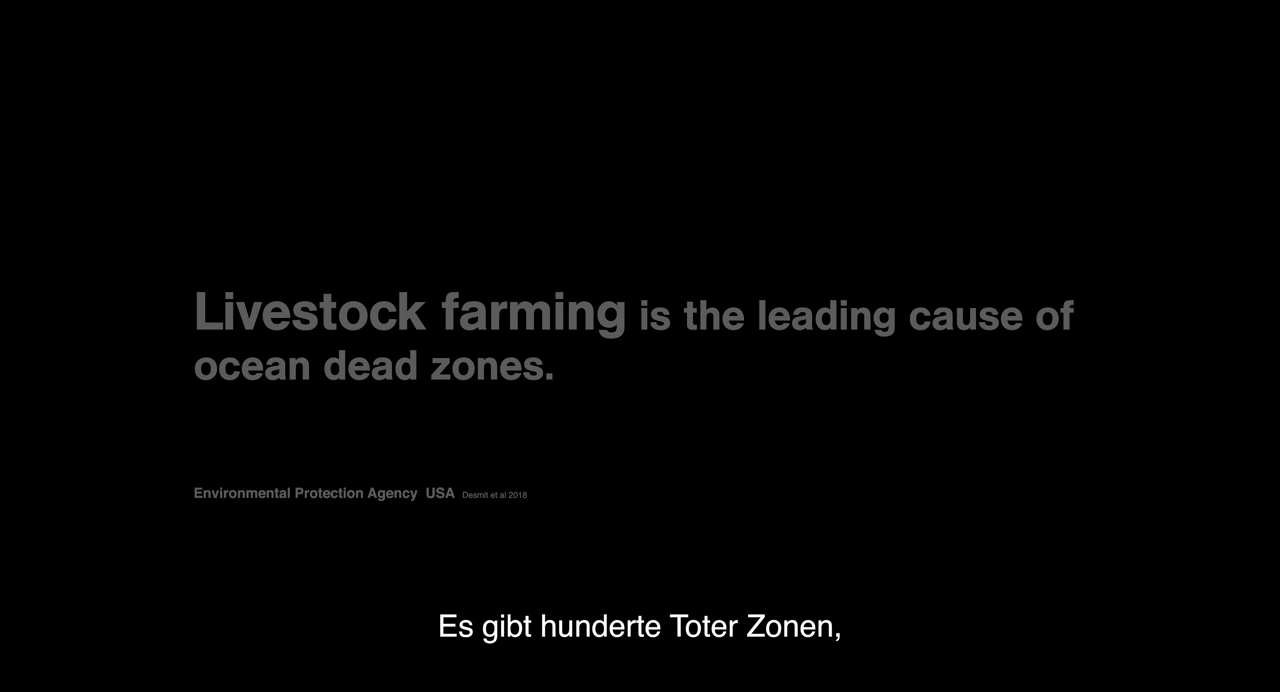 Livestock farming is the leading cause of
ocean dead zones.
Environmental Protection Agency USA Desmit et al 2018
Es gibt hunderte Toter Zonen,